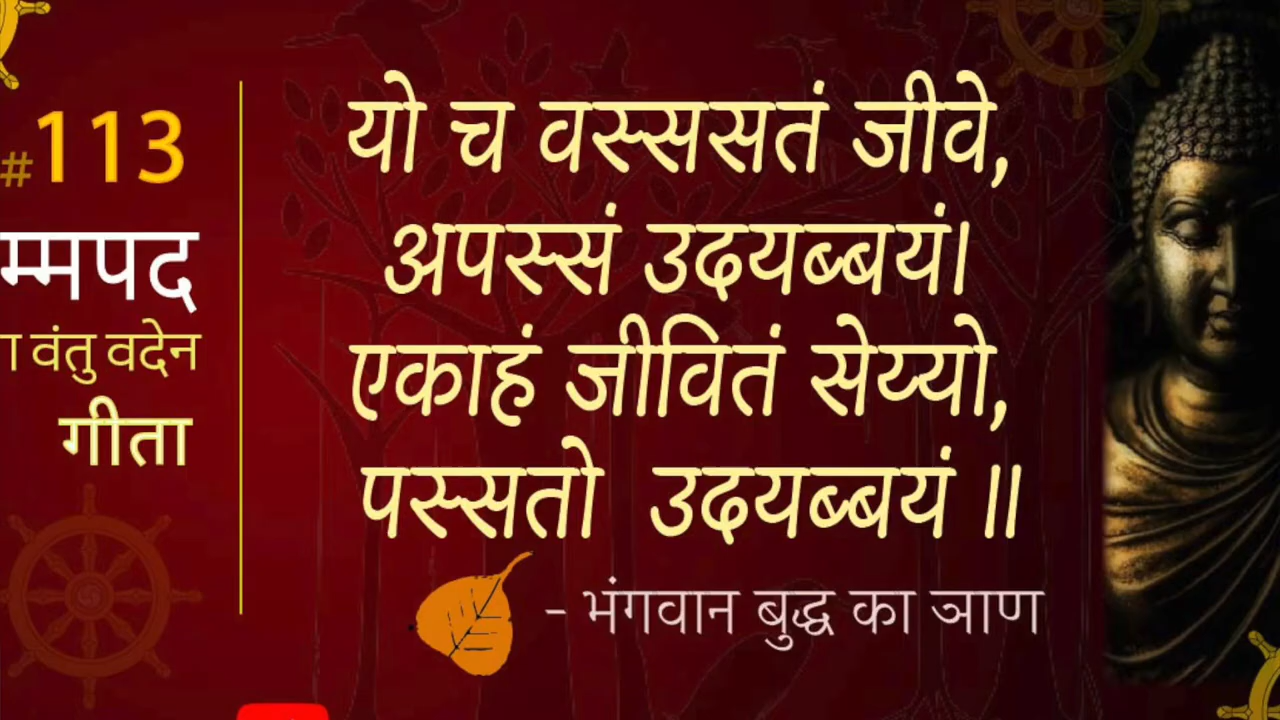 #113
म्मपद
वंतु वदेन
गीता
यो च वस्ससतं जीवे,
अपस्सं उदयब्बयं।
एकाहं जीवितं सेय्यो,
पस्सतो उदयब्बयं ॥
- भंगवान बुद्ध का ञाण